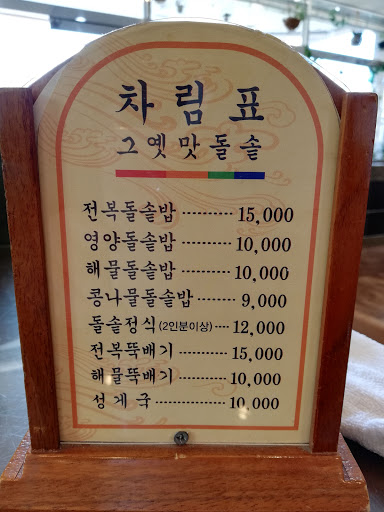 차림표
그옛맛돌솥
전복돌솥밥 ---------- 15,000
영양돌솥밥 ---------- 10,000
해물돌솥밥 ---------- 10,000
콩나물돌솥밥 ------- 9,000
돌솥정식 (2인분이상) --- 12,000
전복뚝배기 ---------- 15,000
해물뚝배기 ---------- 10,000
성게국 ---------- 10,000